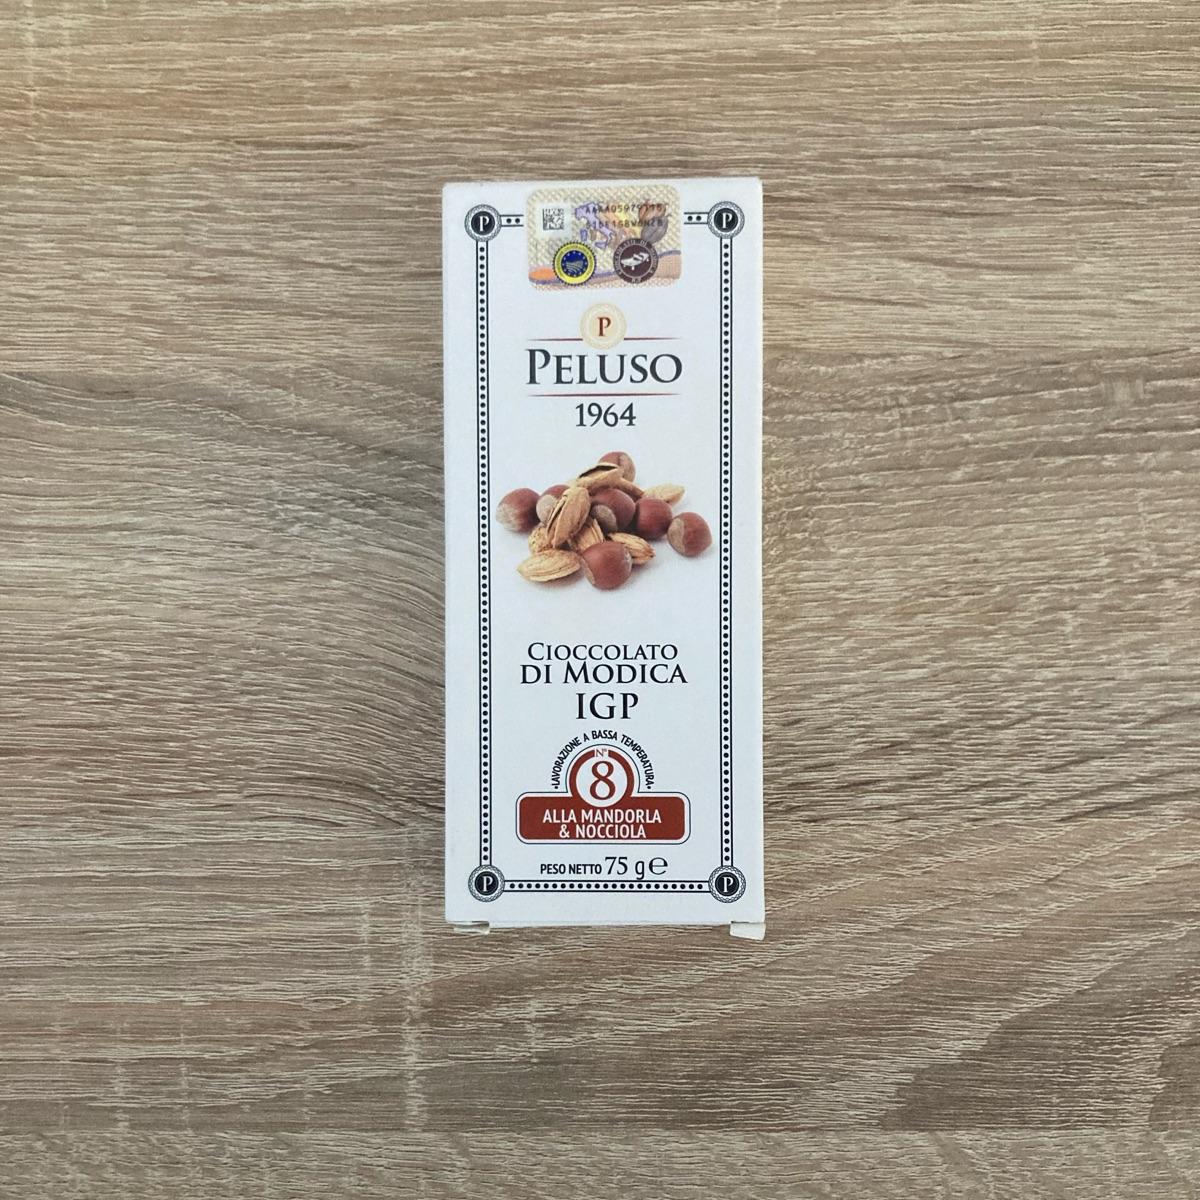 P
P
P
PELUSO
1964
CIOCCOLATO
DI MODICA
IGP
•LAVORAZIONE A BASSA TEMPERATURA•
N°
8
ALLA MANDORLA
& NOCCIOLA
PESO NETTO 75 g ℮
P
P